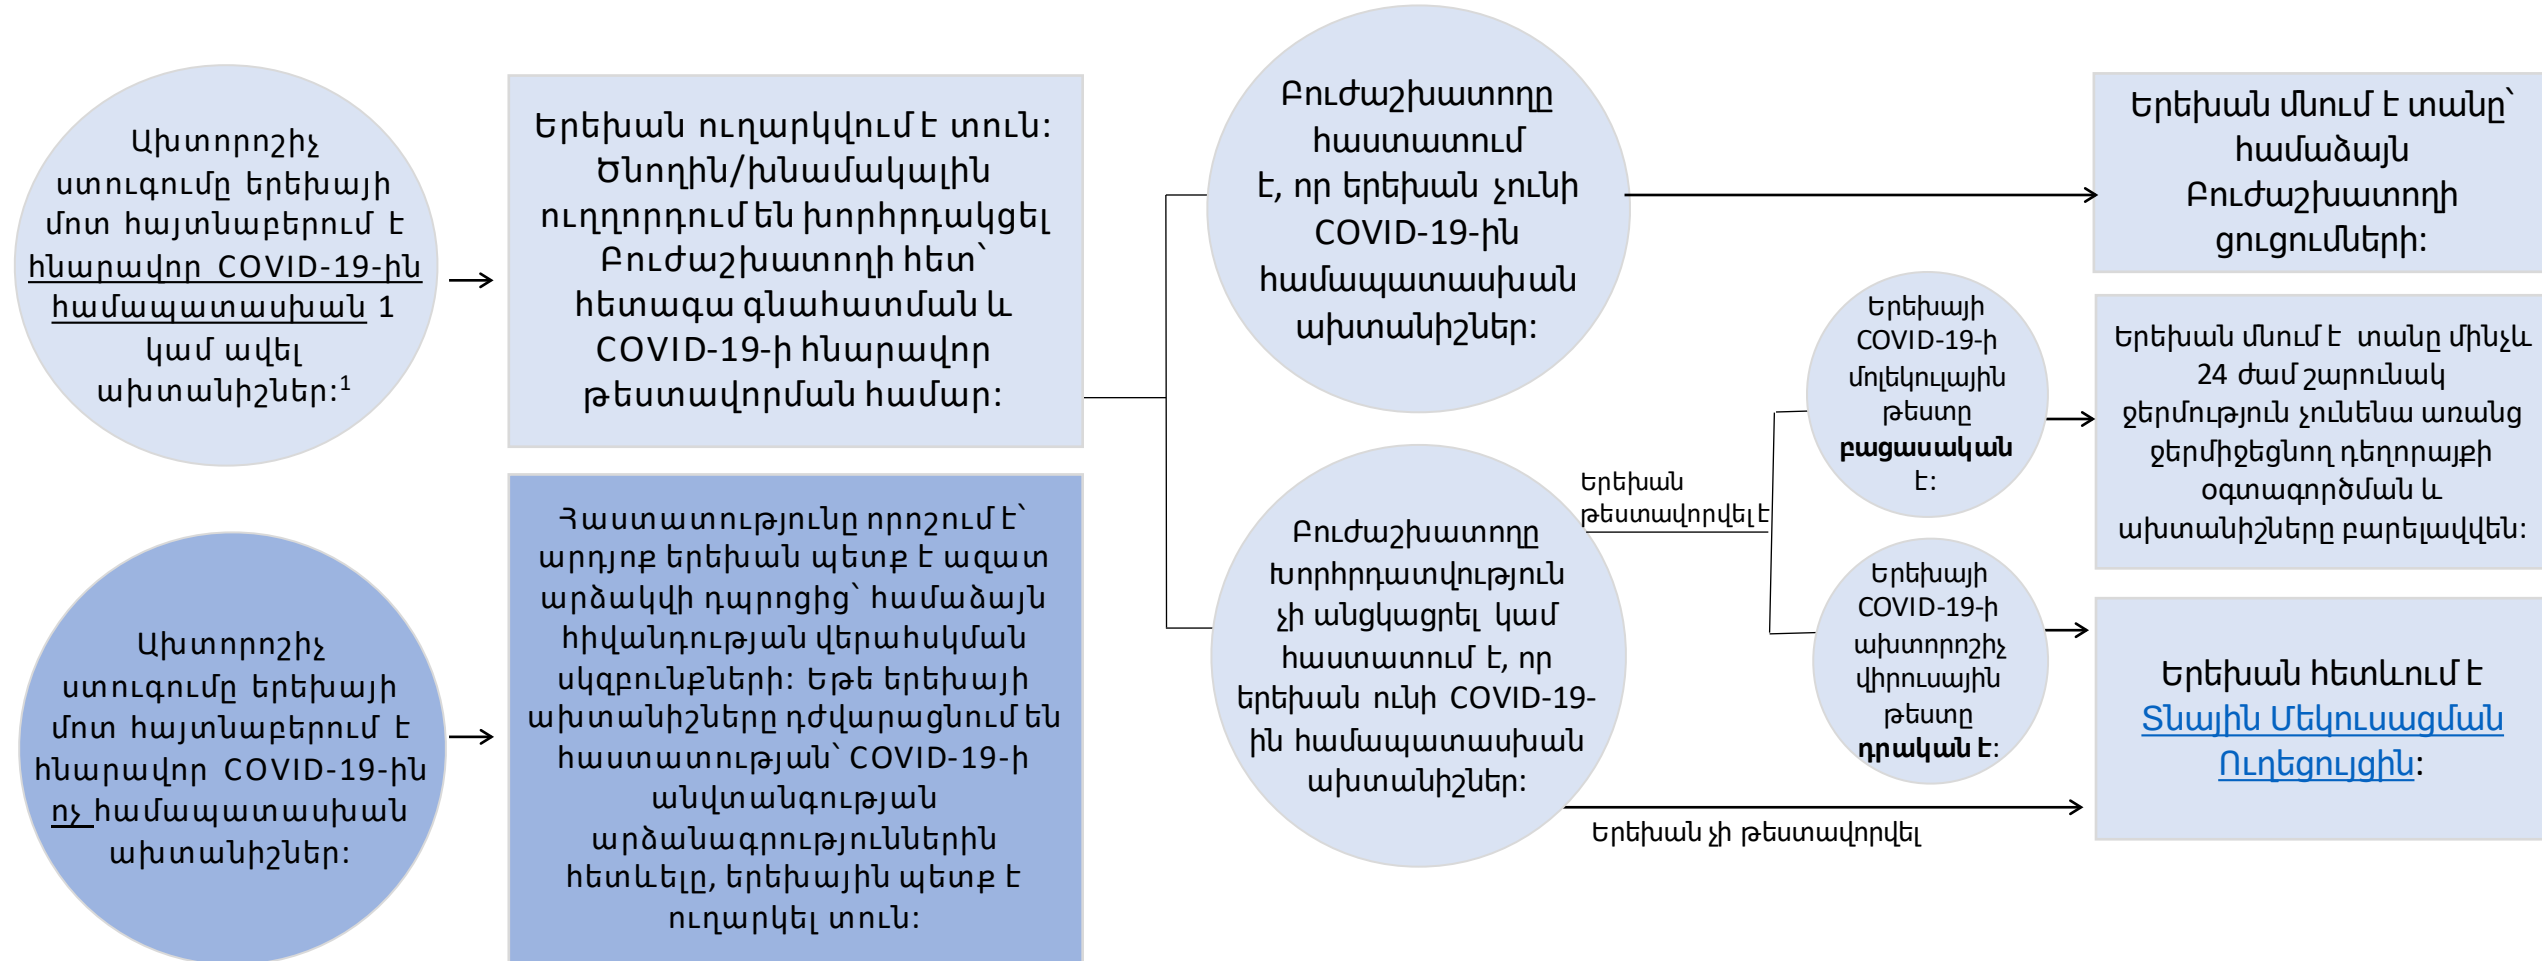 Ախտորոշիչ
ստուգումը երեխայի
մոտ հայտնաբերում է
հնարավոր COVID-19-ին
համապատասխան 1
կամ ավել
ախտանիշներ:¹
Երեխան ուղարկվում է տուն:
Ծնողին/խնամակալին
ուղղորդում են խորհրդակցել
Բուժաշխատողի հետ՝
հետագա գնահատման և
COVID-19-ի հնարավոր
թեստավորման համար:
Բուժաշխատողը
հաստատում
է, որ երեխան չունի
COVID-19-ին
համապատասխան
ախտանիշներ:
Երեխան մնում է տանը՝
համաձայն
Բուժաշխատողի
ցուցումների:
Երեխայի
COVID-19-ի
մոլեկուլային
թեստը
բացասական
է:
Երեխան մնում է տանը մինչև
24 ժամ շարունակ
ջերմություն չունենա առանց
ջերմիջեցնող դեղորայքի
օգտագործման և
ախտանիշները բարելավվեն:
Ախտորոշիչ
ստուգումը երեխայի
մոտ հայտնաբերում է
հնարավոր COVID-19-ին
ոչ համապատասխան
ախտանիշներ:
Հաստատությունը որոշում է՝
արդյոք երեխան պետք է ազատ
արձակվի դպրոցից՝ համաձայն
հիվանդության վերահսկման
սկզբունքների: Եթե երեխայի
ախտանիշները դժվարացնում են
հաստատության՝ COVID-19-ի
անվտանգության
արձանագրություններին
հետևելը, երեխային պետք է
ուղարկել տուն:
Բուժաշխատողը
Խորհրդատվություն
չի անցկացրել կամ
հաստատում է, որ
երեխան ունի COVID-19-
ին համապատասխան
ախտանիշներ:
Երեխան
թեստավորվել է
Երեխայի
COVID-19-ի
ախտորոշիչ
վիրուսային
թեստը
դրական է:
Երեխան հետևում է
Տնային Մեկուսացման
Ուղեցույցին:
Երեխան չի թեստավորվել